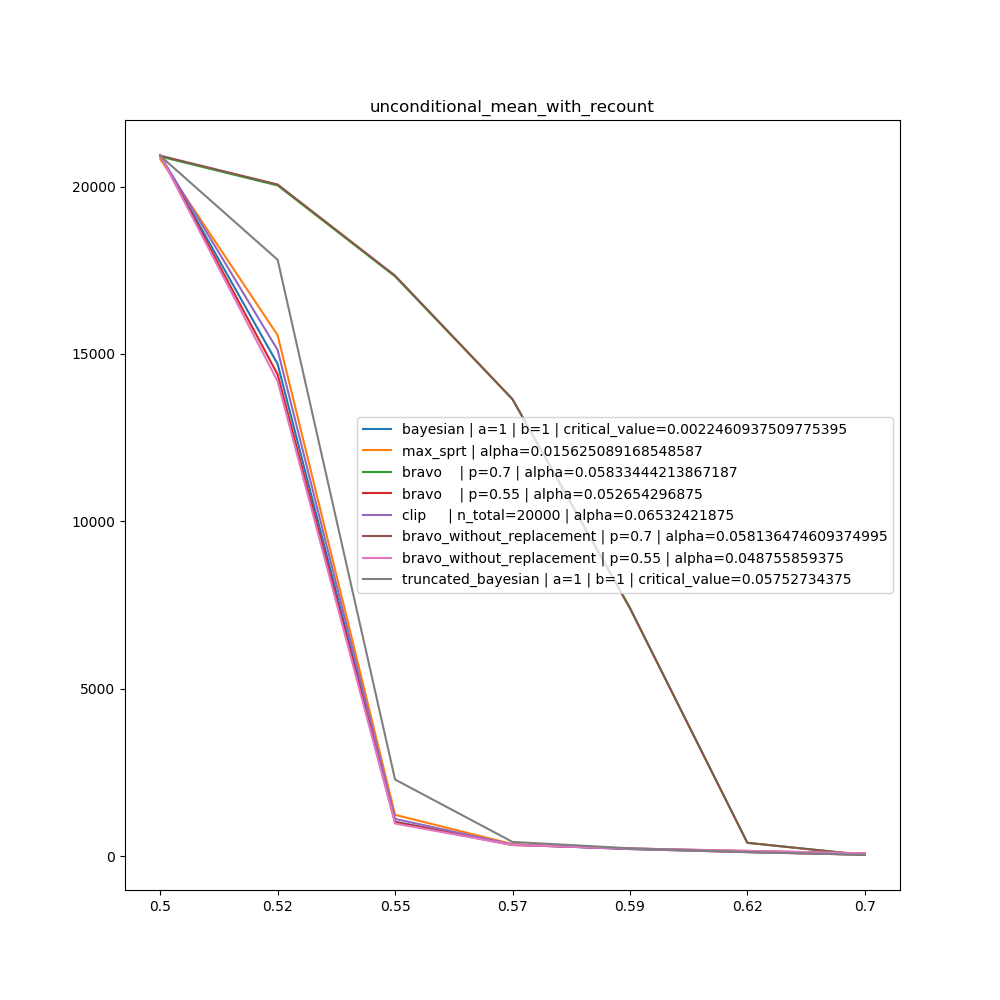 unconditional_mean_with_recount
20000
15000
10000
5000
0
bayesian | a=1 | b=1 | critical_value=0.0022460937509775395
max_sprt | alpha=0.015625089168548587
bravo    | p=0.7 | alpha=0.05833444213867187
bravo    | p=0.55 | alpha=0.052654296875
clip     | n_total=20000 | alpha=0.06532421875
bravo_without_replacement | p=0.7 | alpha=0.058136474609374995
bravo_without_replacement | p=0.55 | alpha=0.048755859375
truncated_bayesian | a=1 | b=1 | critical_value=0.05752734375
0.5 0.52 0.55 0.57 0.59 0.62 0.7